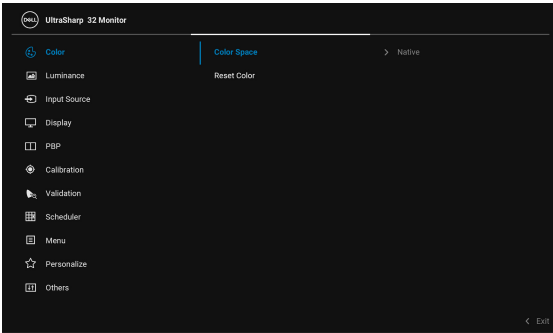 DELL UltraSharp 32 Monitor
Color Color Space > Native
Luminance Reset Color
Input Source
Display
PBP
Calibration
Validation
Scheduler
Menu
Personalize
Others
< Exit